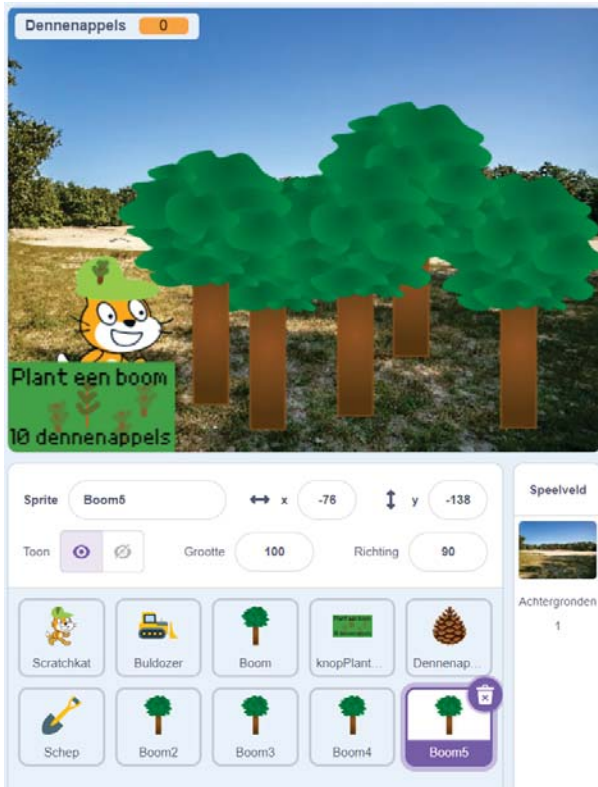 Dennenappels 0
Plant een boom
10 dennenappels
Sprite Boom5 x -76 y -138
Toon Grootte 100 Richting 90
Speelveld
Achtergronden
1
Scratchkat Buldozer Boom knopPlant... Dennenap...
Schep Boom2 Boom3 Boom4 Boom5